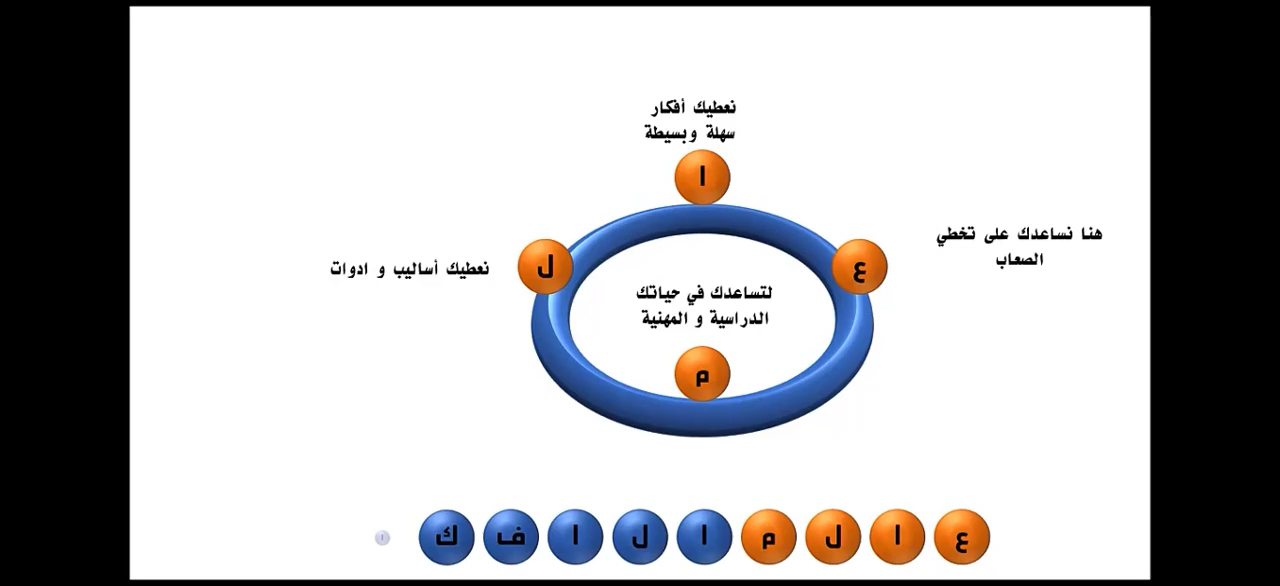 نعطيك أفكار
سهلة وبسيطة
ا
هنا نساعدك على تخطي
الصعاب
ع
ل
نعطيك أساليب و ادوات
لتساعدك في حياتك
الدراسية و المهنية
م
ع ا ل م ا ل ا ف ك ا